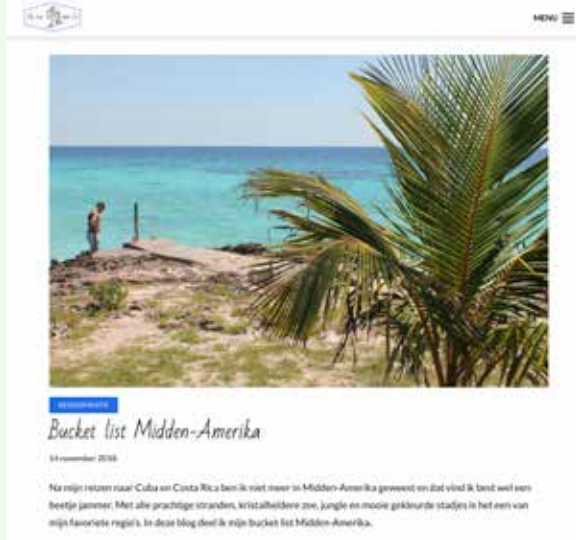 MENU
Bucket list Midden-Amerika
14 november 2018
Na mijn reizen naar Cuba en Costa Rica ben ik niet meer in Midden-Amerika geweest en dat vind ik best wel een
beetje jammer. Met alle prachtige stranden, kristalheldere zee, jungle en mooie gekleurde stadjes is het een van
mijn favoriete regio's. In deze blog deel ik mijn bucket list Midden-Amerika.